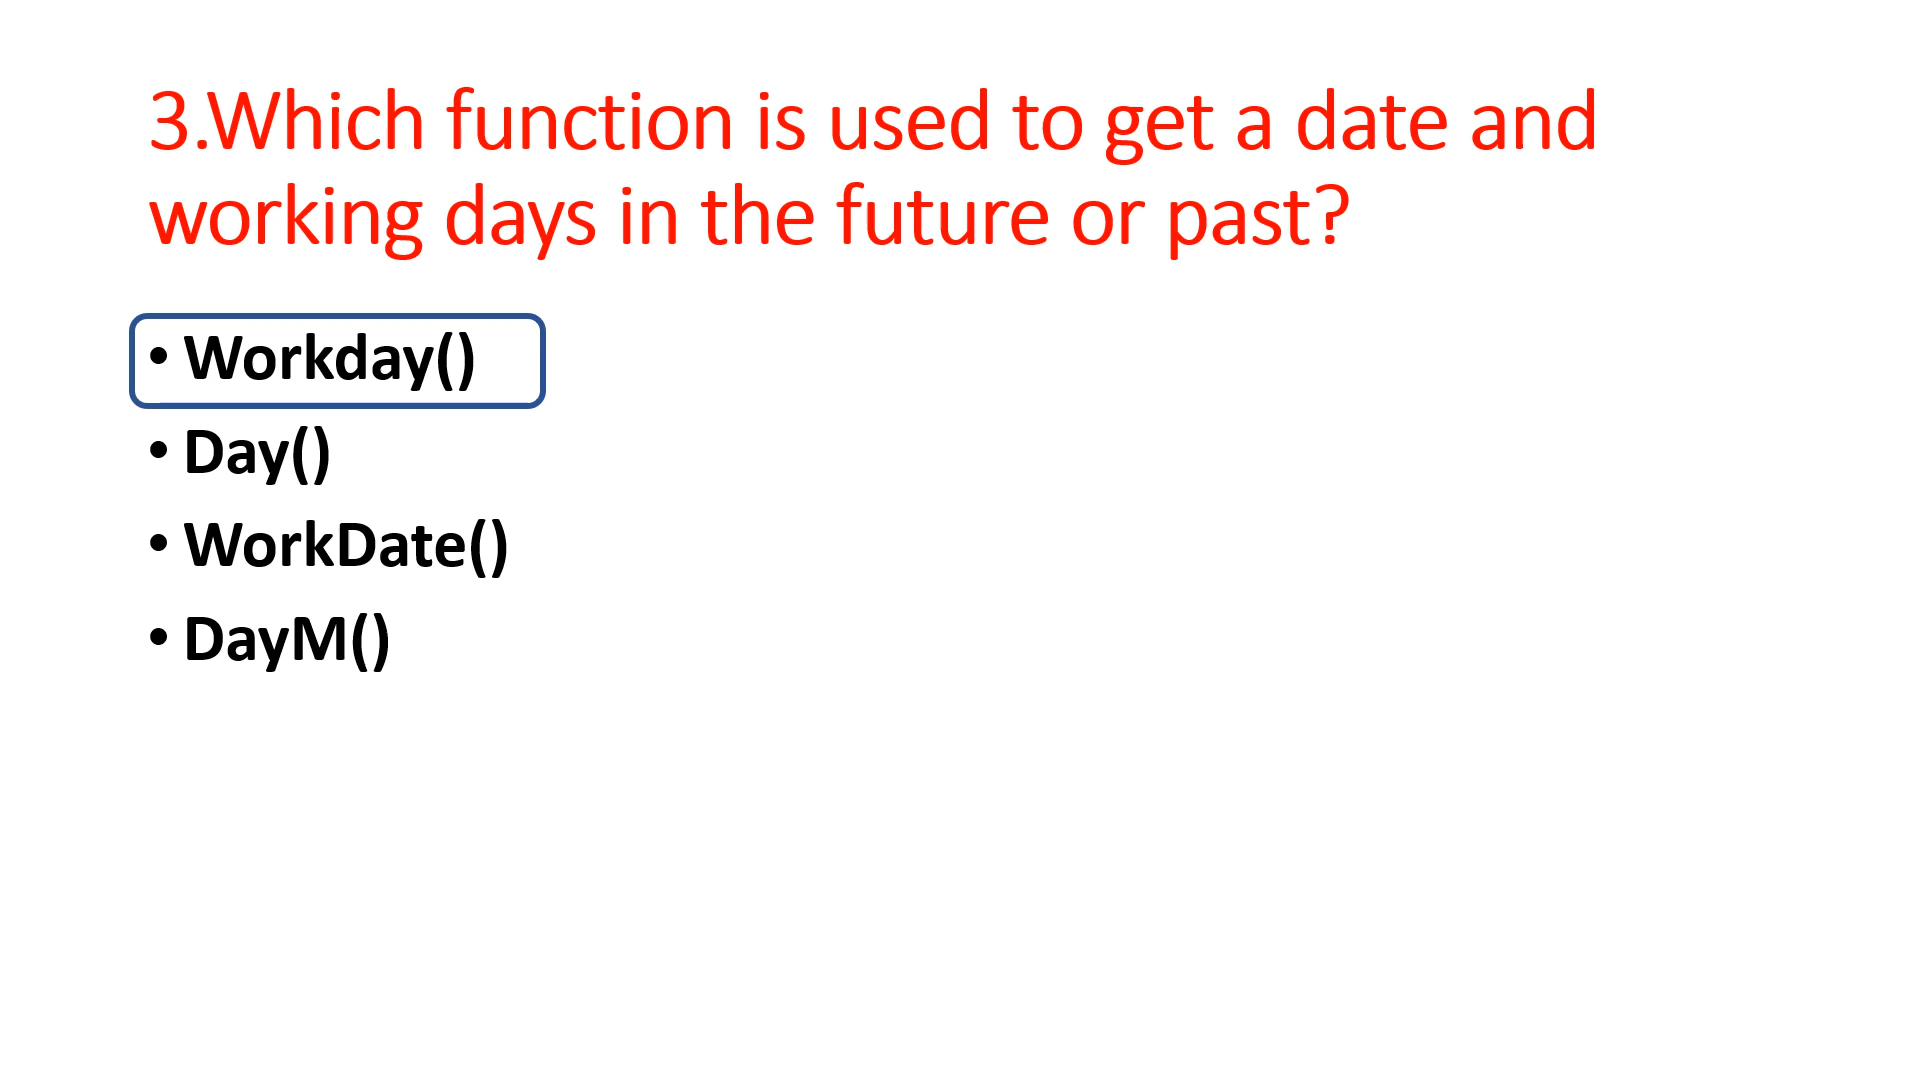 3.Which function is used to get a date and
working days in the future or past?
• Workday()
• Day()
• WorkDate()
• DayM()